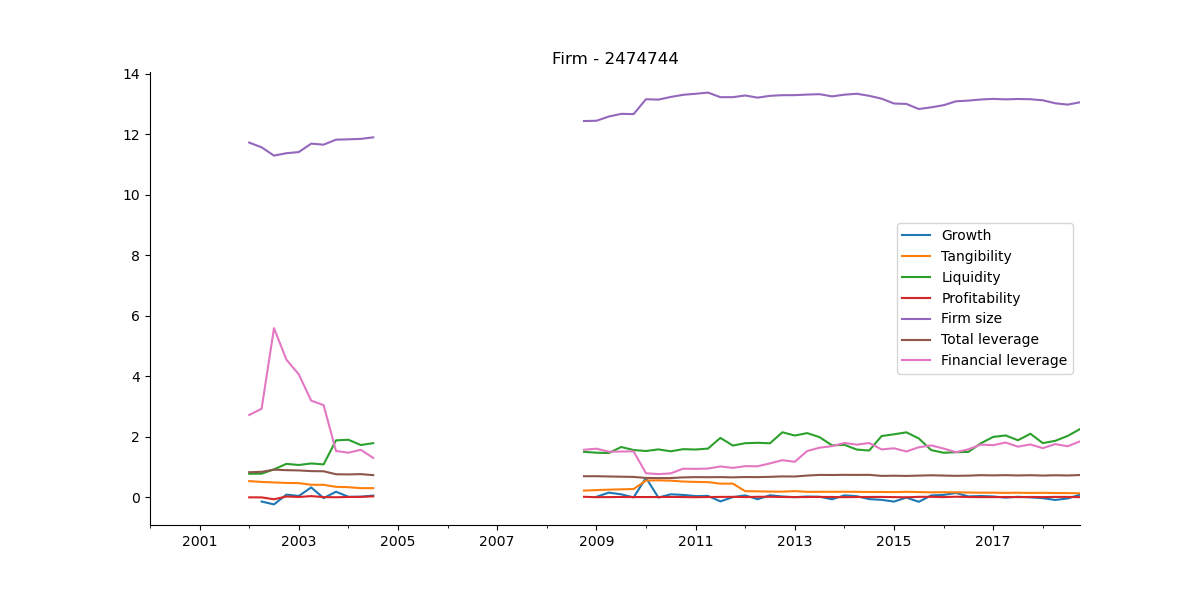 Firm - 2474744
14
12
10
8
6
4
2
0
2001 2003 2005 2007 2009 2011 2013 2015 2017
Growth
Tangibility
Liquidity
Profitability
Firm size
Total leverage
Financial leverage